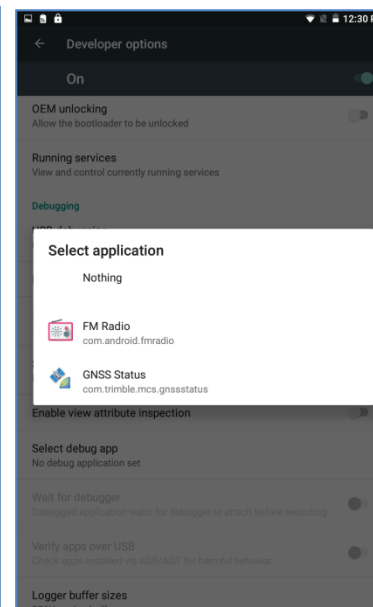 12:30
Developer options
On
OEM unlocking
Allow the bootloader to be unlocked
Running services
View and control currently running services
Debugging
Select application
Nothing
FM Radio
com.android.fmradio
GNSS Status
com.trimble.mcs.gnssstatus
Enable view attribute inspection
Select debug app
No debug application set
Wait for debugger
Debugged application waits for debugger to attach before executing
Verify apps over USB
Check apps installed via ADB/ADT for harmful behavior
Logger buffer sizes